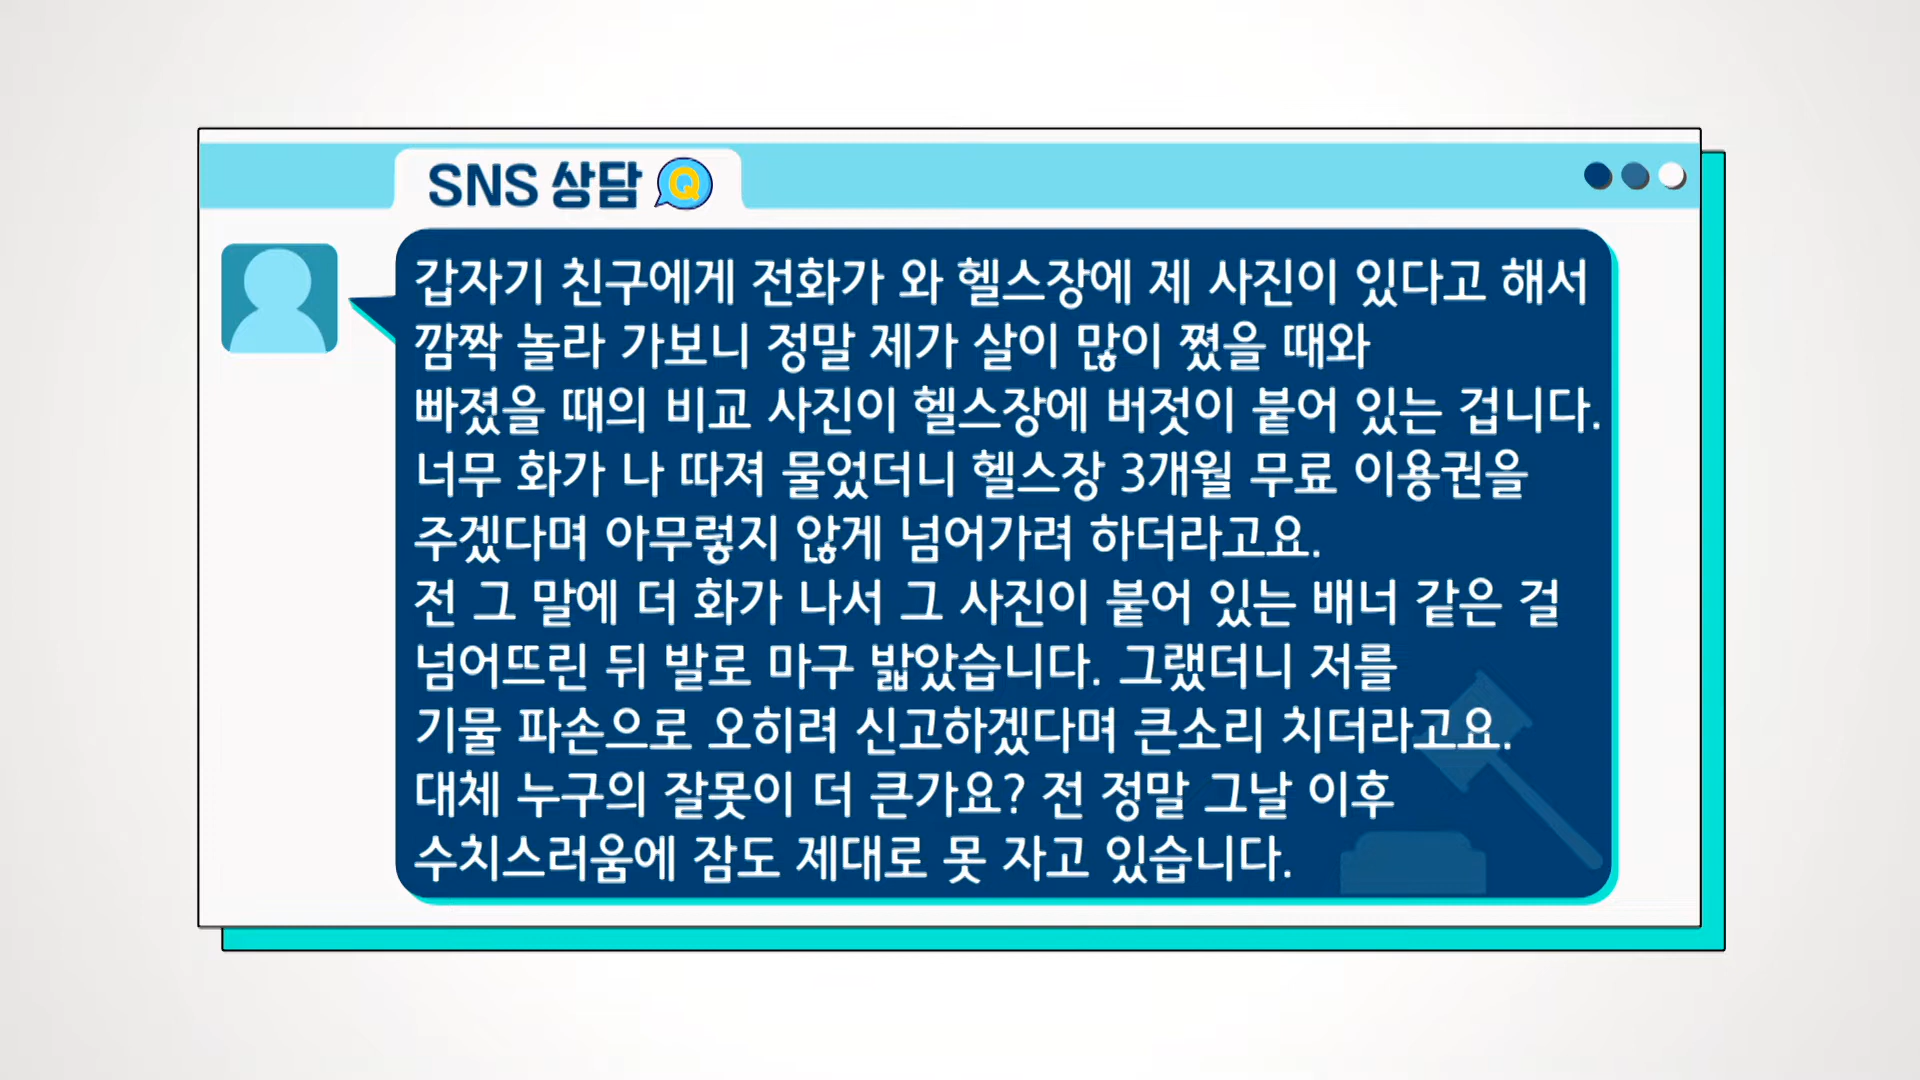 SNS 상담 Q
갑자기 친구에게 전화가 와 헬스장에 제 사진이 있다고 해서
깜짝 놀라 가보니 정말 제가 살이 많이 쪘을 때와
빠졌을 때의 비교 사진이 헬스장에 버젓이 붙어 있는 겁니다.
너무 화가 나 따져 물었더니 헬스장 3개월 무료 이용권을
주겠다며 아무렇지 않게 넘어가려 하더라고요.
전 그 말에 더 화가 나서 그 사진이 붙어 있는 배너 같은 걸
넘어뜨린 뒤 발로 마구 밟았습니다. 그랬더니 저를
기물 파손으로 오히려 신고하겠다며 큰소리 치더라고요.
대체 누구의 잘못이 더 큰가요? 전 정말 그날 이후
수치스러움에 잠도 제대로 못 자고 있습니다.